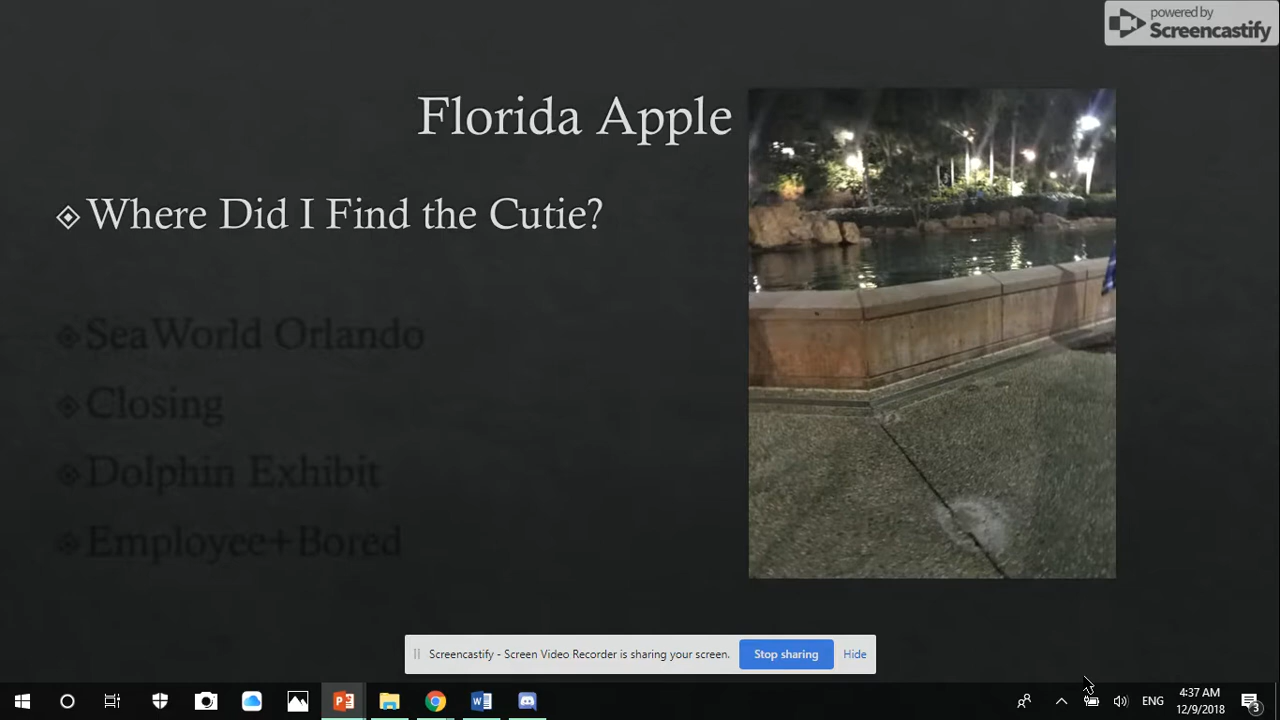 powered by
Screencastify
Florida Apple
Where Did I Find the Cutie?
SeaWorld Orlando
Closing
Dolphin Exhibit
Employee+Bored
Screencastify - Screen Video Recorder is sharing your screen.
Stop sharing
Hide
ENG
4:37 AM
12/9/2018
3